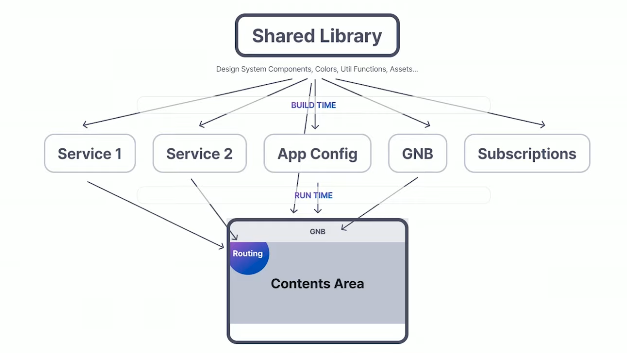 Shared Library
Design System Components, Colors, Util Functions, Assets...
BUILD TIME
Service 1
Service 2
App Config
GNB
Subscriptions
RUN TIME
GNB
Routing
Contents Area